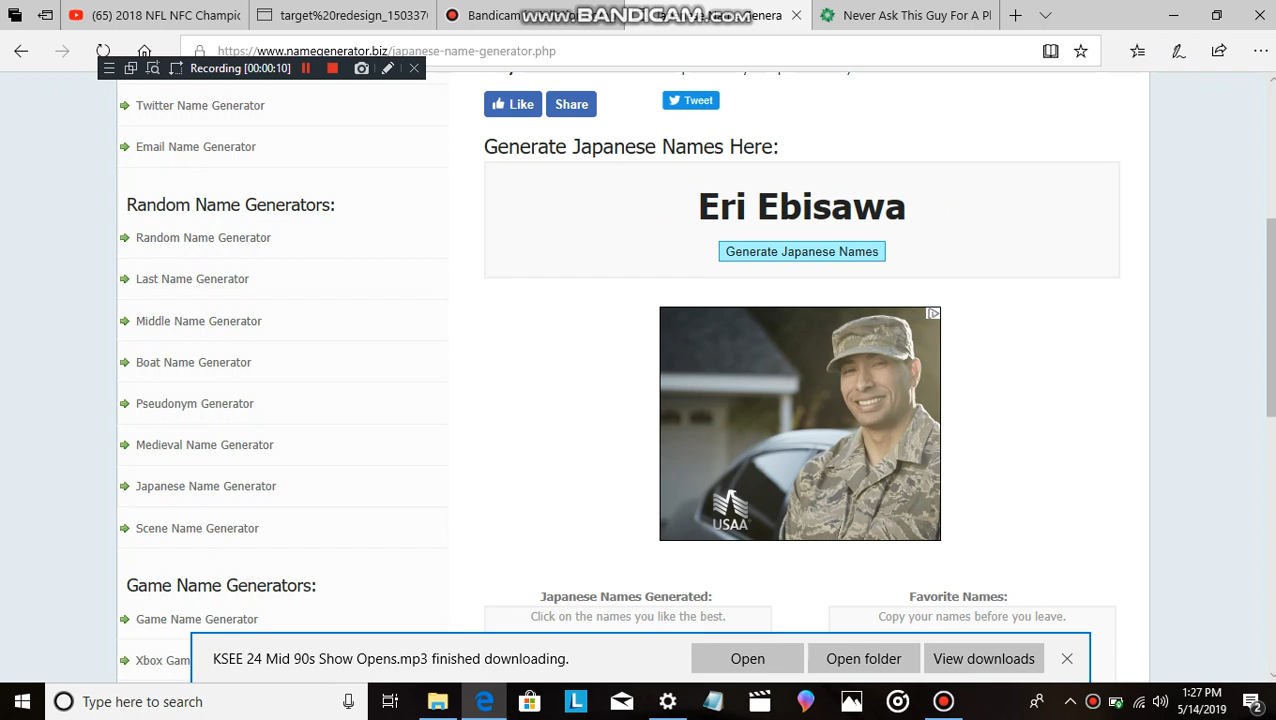 (65) 2018 NFL NFC Champic
target%20redesign_150337
Bandicam
WWW.BANDICAM.COM
nera
Never Ask This Guy For A Pl
https://www.namegenerator.biz/japanese-name-generator.php
Recording [00:00:10]
Twitter Name Generator
Email Name Generator
Random Name Generators:
Random Name Generator
Last Name Generator
Middle Name Generator
Boat Name Generator
Pseudonym Generator
Medieval Name Generator
Japanese Name Generator
Scene Name Generator
Game Name Generators:
Game Name Generator
Xbox Gam
Like Share Tweet
Generate Japanese Names Here:
Eri Ebisawa
Generate Japanese Names
USAA
Japanese Names Generated:
Click on the names you like the best.
Favorite Names:
Copy your names before you leave.
KSEE 24 Mid 90s Show Opens.mp3 finished downloading.
Open
Open folder
View downloads
Type here to search
L
1:27 PM
5/14/2019
2